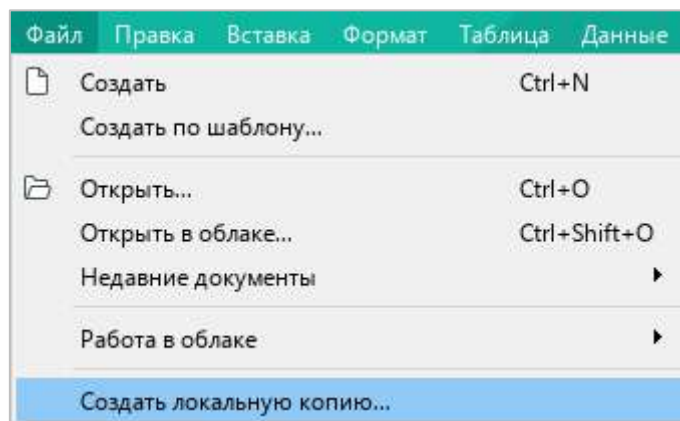 Файл Правка Вставка Формат Таблица Данные
Создать Ctrl+N
Создать по шаблону...
Открыть... Ctrl+O
Открыть в облаке... Ctrl+Shift+O
Недавние документы
Работа в облаке
Создать локальную копию...